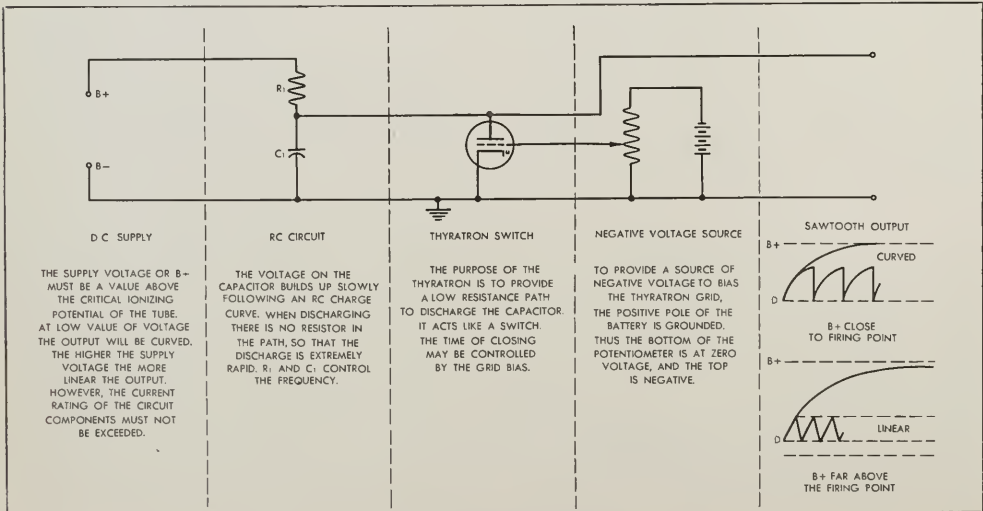 B+
B−
R1
C1
D C SUPPLY
THE SUPPLY VOLTAGE OR B+
MUST BE A VALUE ABOVE
THE CRITICAL IONIZING
POTENTIAL OF THE TUBE.
AT LOW VALUE OF VOLTAGE
THE OUTPUT WILL BE CURVED.
THE HIGHER THE SUPPLY
VOLTAGE THE MORE
LINEAR THE OUTPUT.
HOWEVER, THE CURRENT
RATING OF THE CIRCUIT
COMPONENTS MUST NOT
BE EXCEEDED.
RC CIRCUIT
THE VOLTAGE ON THE
CAPACITOR BUILDS UP SLOWLY
FOLLOWING AN RC CHARGE
CURVE. WHEN DISCHARGING
THERE IS NO RESISTOR IN
THE PATH, SO THAT THE
DISCHARGE IS EXTREMELY
RAPID. R1 AND C1 CONTROL
THE FREQUENCY.
THYRATRON SWITCH
THE PURPOSE OF THE
THYRATRON IS TO PROVIDE
A LOW RESISTANCE PATH
TO DISCHARGE THE CAPACITOR.
IT ACTS LIKE A SWITCH.
THE TIME OF CLOSING
MAY BE CONTROLLED
BY THE GRID BIAS.
NEGATIVE VOLTAGE SOURCE
TO PROVIDE A SOURCE OF
NEGATIVE VOLTAGE TO BIAS
THE THYRATRON GRID,
THE POSITIVE POLE OF THE
BATTERY IS GROUNDED.
THUS THE BOTTOM OF THE
POTENTIOMETER IS AT ZERO
VOLTAGE, AND THE TOP
IS NEGATIVE.
SAWTOOTH OUTPUT
B+
CURVED
D
B+ CLOSE
TO FIRING POINT
B+
LINEAR
D
B+ FAR ABOVE
THE FIRING POINT